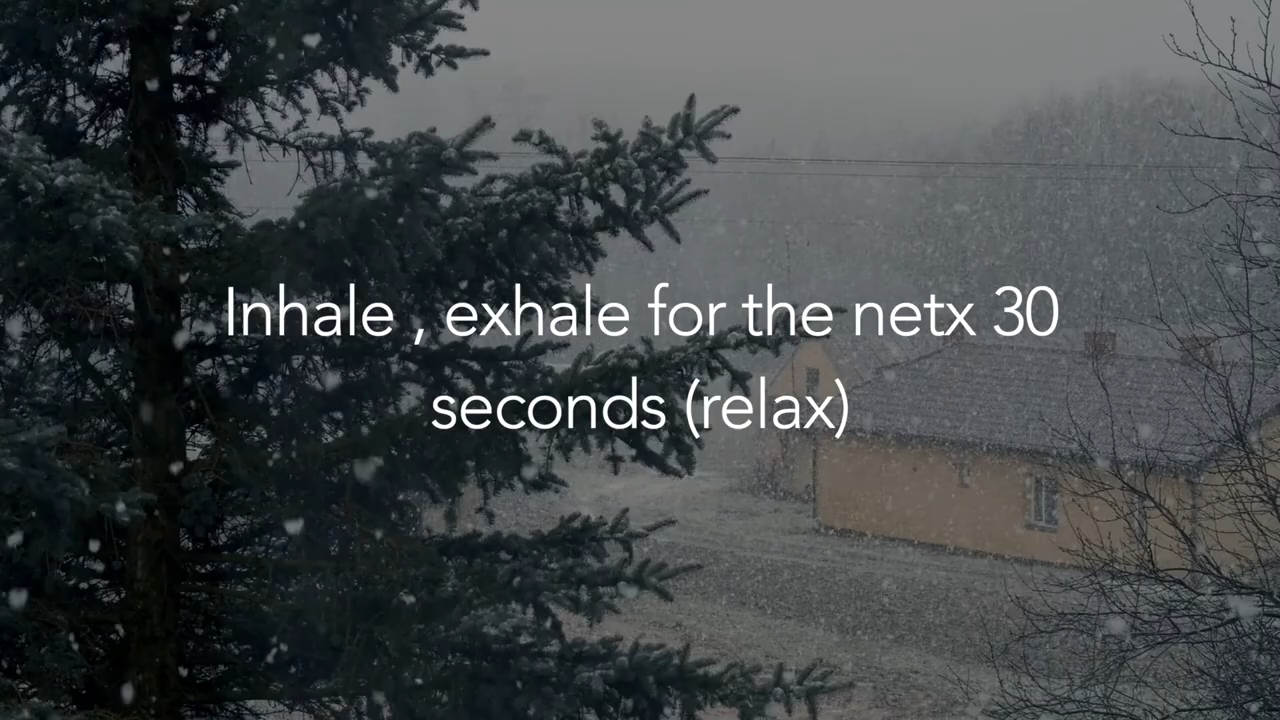 Inhale , exhale for the netx 30
seconds (relax)